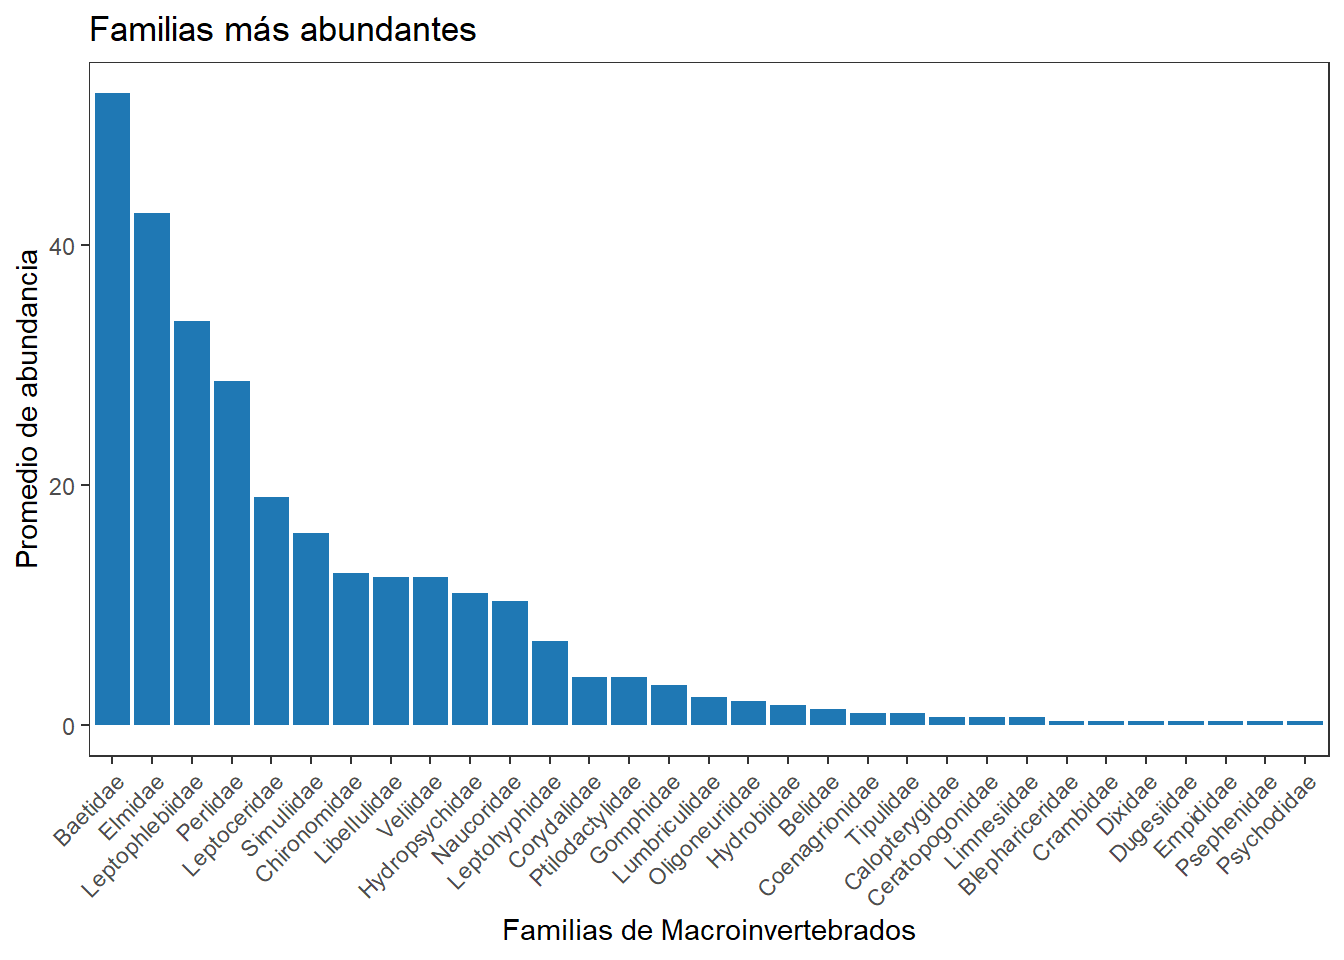 Familias más abundantes
Promedio de abundancia
40
20
0
Baetidae
Elmidae
Leptophlebiidae
Perlidae
Leptoceridae
Simuliidae
Chironomidae
Libellulidae
Veliidae
Hydropsychidae
Naucoridae
Leptohyphidae
Corydalidae
Ptilodactylidae
Gomphidae
Lumbriculidae
Oligoneuriidae
Hydrobiidae
Belidae
Coenagrionidae
Tipulidae
Calopterygidae
Ceratopogonidae
Limnesiidae
Blephariceridae
Crambidae
Dixidae
Dugesiidae
Empididae
Psephenidae
Psychodidae
Familias de Macroinvertebrados